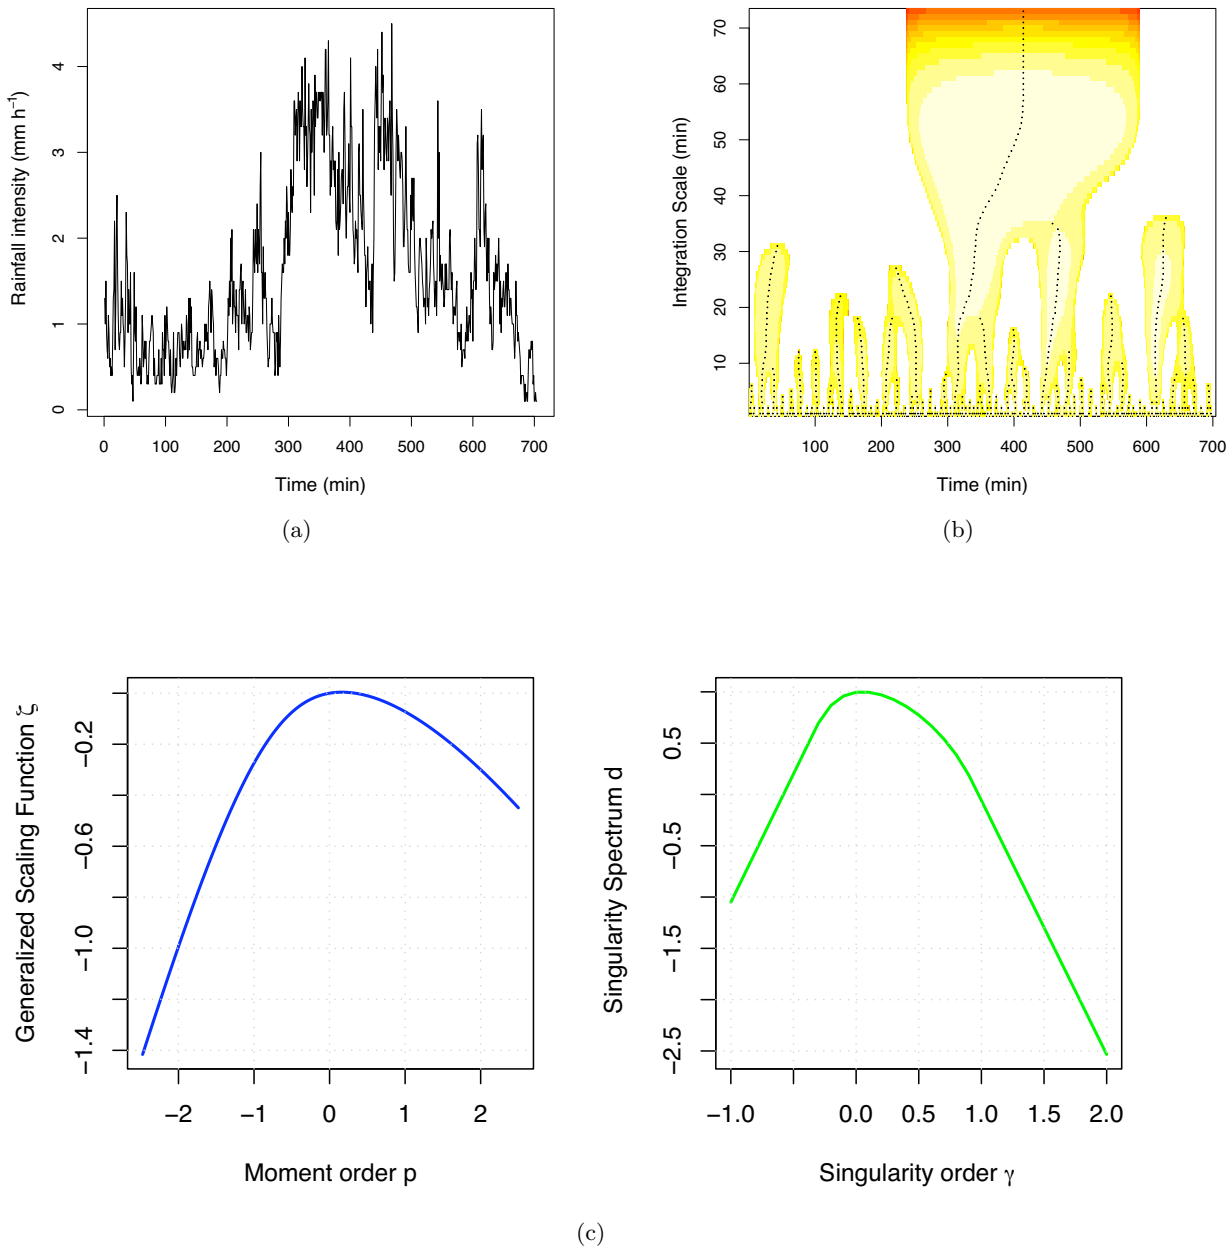 Rainfall intensity (mm h⁻¹)
0 1 2 3 4
0 100 200 300 400 500 600 700
Time (min)
(a)
Integration Scale (min)
10 20 30 40 50 60 70
100 200 300 400 500 600 700
Time (min)
(b)
Generalized Scaling Function ζ
−1.4 −1.0 −0.6 −0.2
−2 −1 0 1 2
Moment order p
Singularity Spectrum d
−2.5 −1.5 −0.5 0.5
−1.0 0.0 0.5 1.0 1.5 2.0
Singularity order γ
(c)